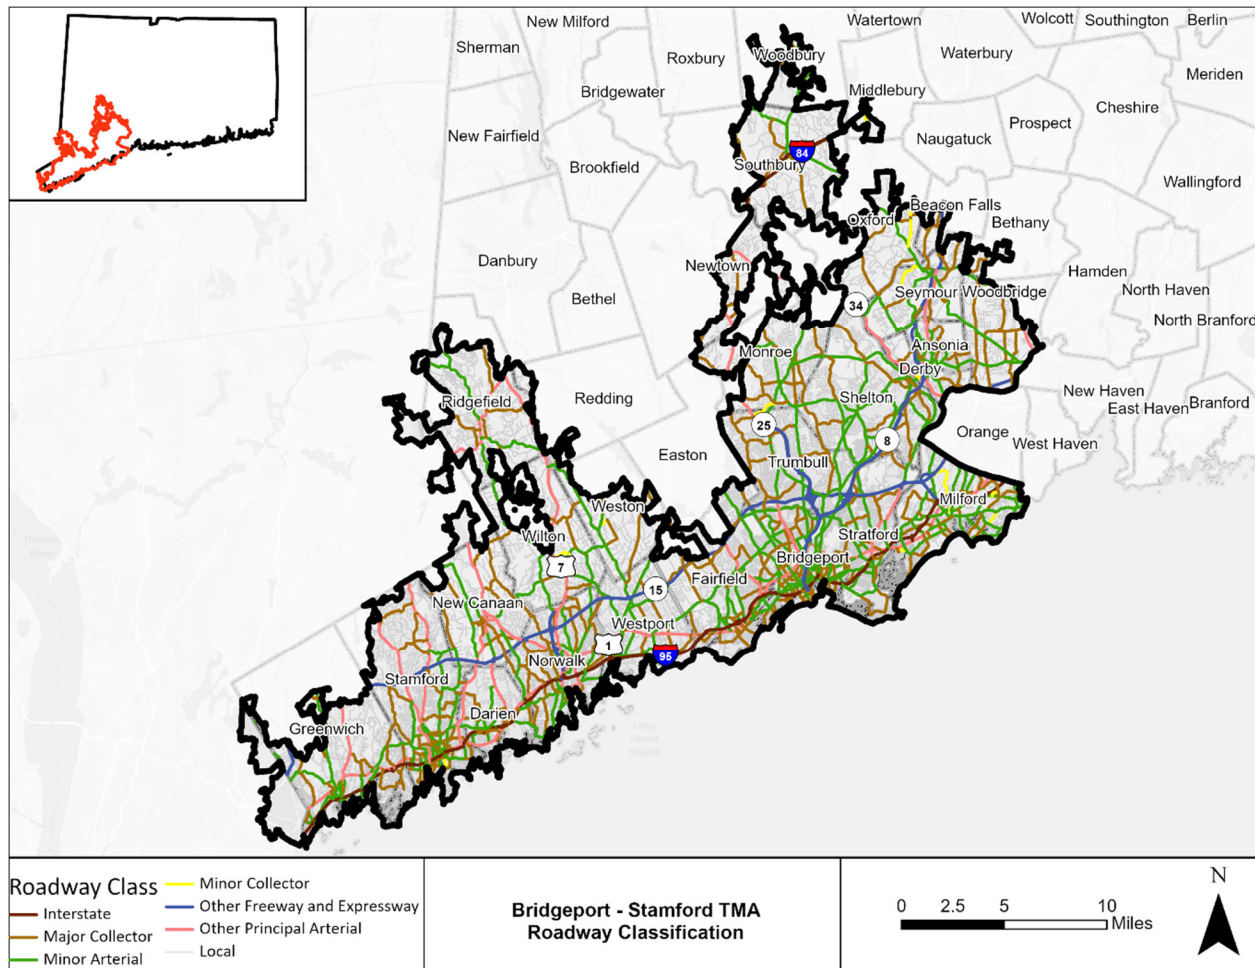 New Milford
Watertown
Wolcott
Southington
Berlin
Sherman
Roxbury
Woodbury
Waterbury
Meriden
Bridgewater
Middlebury
Cheshire
New Fairfield
Naugatuck
Prospect
Brookfield
84
Southbury
Wallingford
Oxford
Beacon Falls
Bethany
Danbury
Newtown
Hamden
Bethel
Seymour
Woodbridge
North Haven
34
North Branford
Monroe
Ansonia
Derby
New Haven
East Haven
Branford
Ridgefield
Redding
Shelton
25
8
Orange
West Haven
Easton
Trumbull
Milford
Weston
Stratford
Wilton
Bridgeport
7
Fairfield
15
New Canaan
Westport
1
95
Norwalk
Stamford
Darien
Long
Island
Sound
Greenwich
Roadway Class
Interstate
Major Collector
Minor Arterial
Minor Collector
Other Freeway and Expressway
Other Principal Arterial
Local
Bridgeport - Stamford TMA
Roadway Classification
0 2.5 5 10
Miles
N